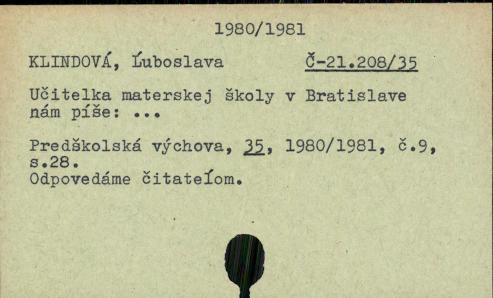 1980/1981
KLINDOVÁ, Ľuboslava Č-21.208/35
Učitelka materskej školy v Bratislave
nám píše: ...
Predškolská výchova, 35, 1980/1981, č.9,
s.28.
Odpovedáme čitateľom.